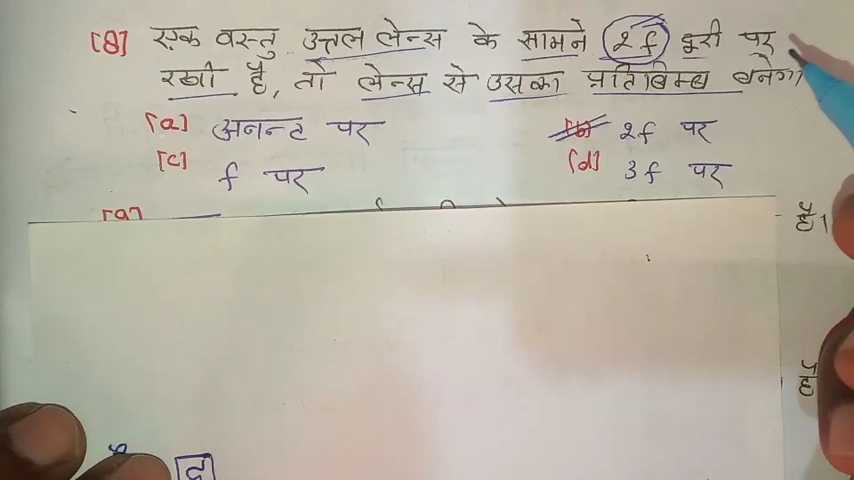 [8] एक वस्तु उत्तल लेन्स के सामने 2f दूरी पर
रखी है, तो लेन्स से उसका प्रतिबिम्ब बनेगा
[a] अनन्ट पर [b] 2f पर
[c] f पर [d] 3f पर
[9]
है।
है
द